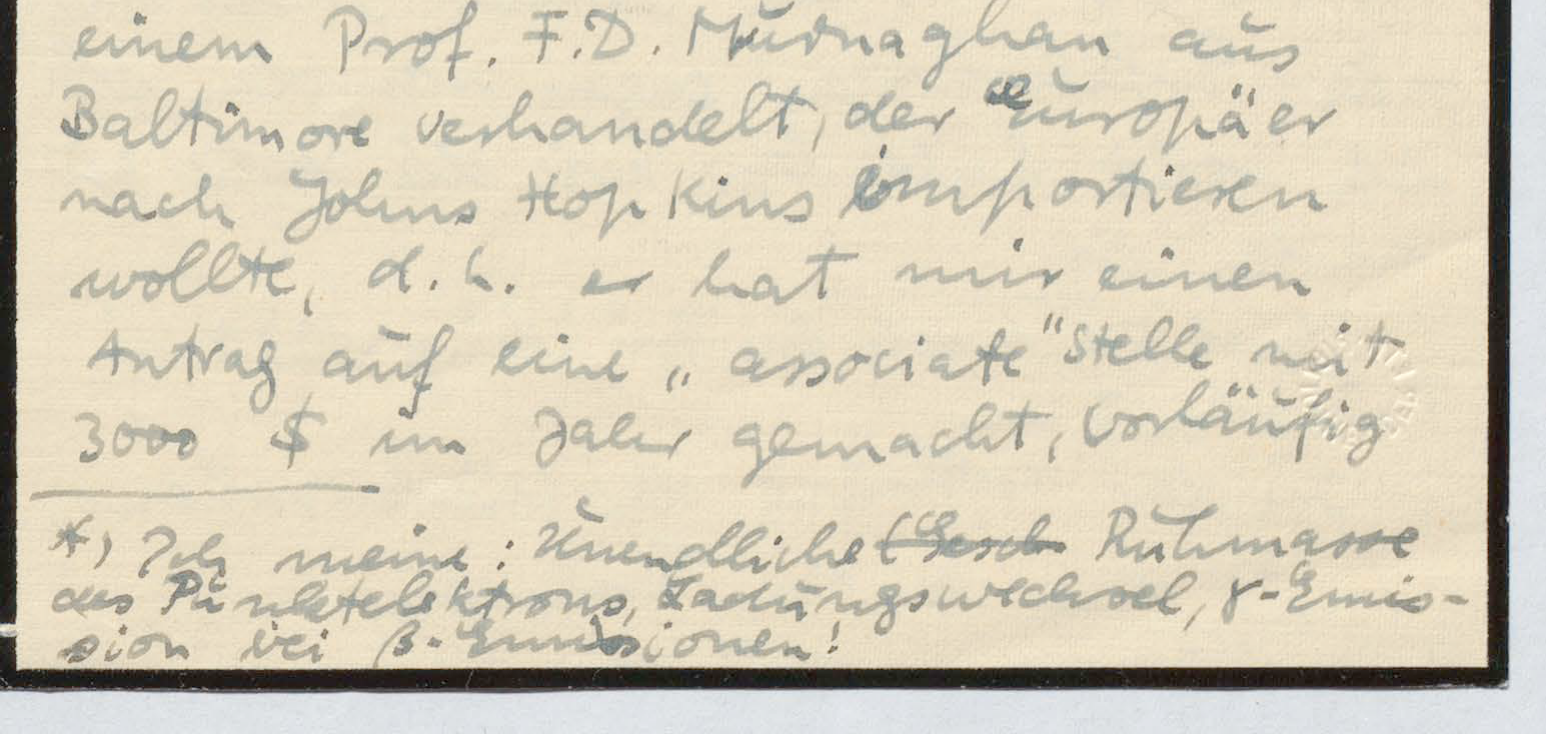 einem Prof. F.D. Murnaghan aus
Baltimore verhandelt, der Europäer
nach Johns Hopkins importieren
wollte, d.h. er hat mir einen
Antrag auf eine „associate" Stelle mit
3000 $ im Jahr gemacht, vorläufig
*) Ich meine: Unendliche (Gesch Ruhmasse
des Punktelektrons, Ladungswechsel, γ-Emis-
sion bei β-Emissionen!